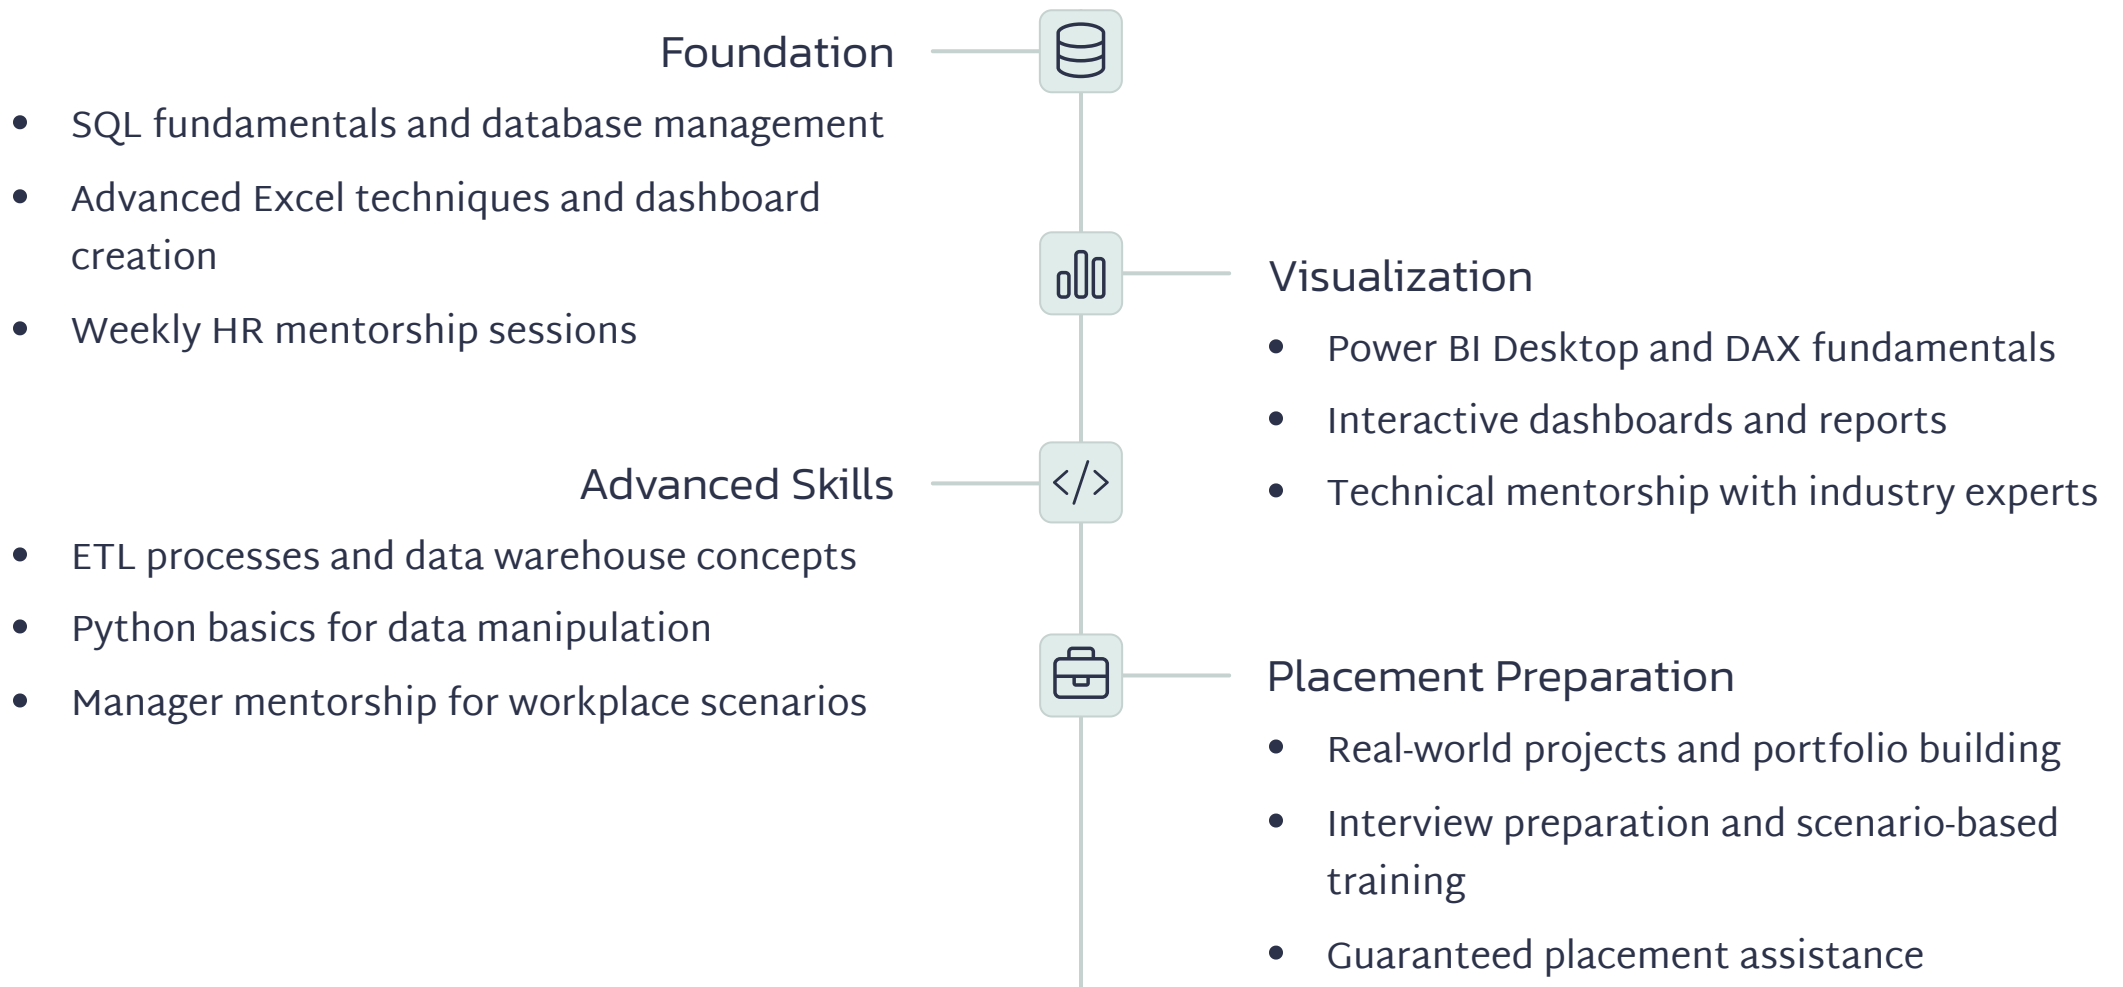 Foundation
• SQL fundamentals and database management
• Advanced Excel techniques and dashboard
creation
• Weekly HR mentorship sessions
Visualization
• Power BI Desktop and DAX fundamentals
• Interactive dashboards and reports
• Technical mentorship with industry experts
Advanced Skills
• ETL processes and data warehouse concepts
• Python basics for data manipulation
• Manager mentorship for workplace scenarios
Placement Preparation
• Real-world projects and portfolio building
• Interview preparation and scenario-based
training
• Guaranteed placement assistance